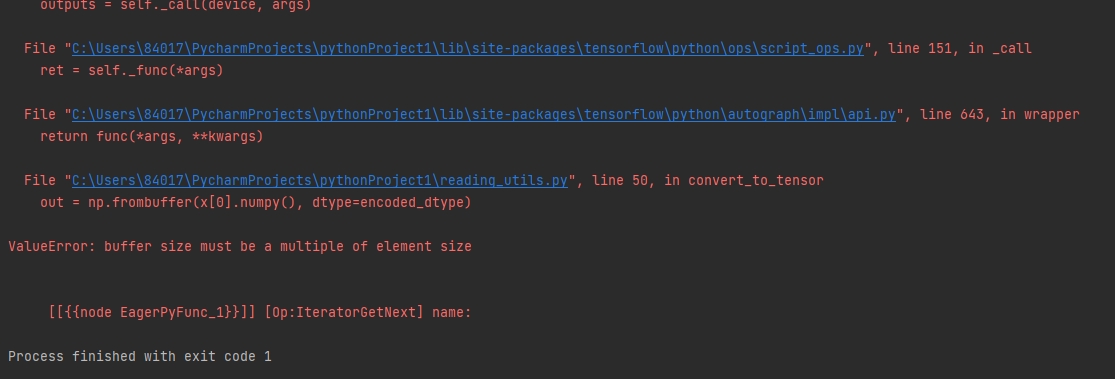 outputs = self._call(device, args)
File "C:\Users\84017\PycharmProjects\pythonProject1\lib\site-packages\tensorflow\python\ops\script_ops.py", line 151, in _call
ret = self._func(*args)
File "C:\Users\84017\PycharmProjects\pythonProject1\lib\site-packages\tensorflow\python\autograph\impl\api.py", line 643, in wrapper
return func(*args, **kwargs)
File "C:\Users\84017\PycharmProjects\pythonProject1\reading_utils.py", line 50, in convert_to_tensor
out = np.frombuffer(x[0].numpy(), dtype=encoded_dtype)
ValueError: buffer size must be a multiple of element size
[[{{node EagerPyFunc_1}}]] [Op:IteratorGetNext] name:
Process finished with exit code 1